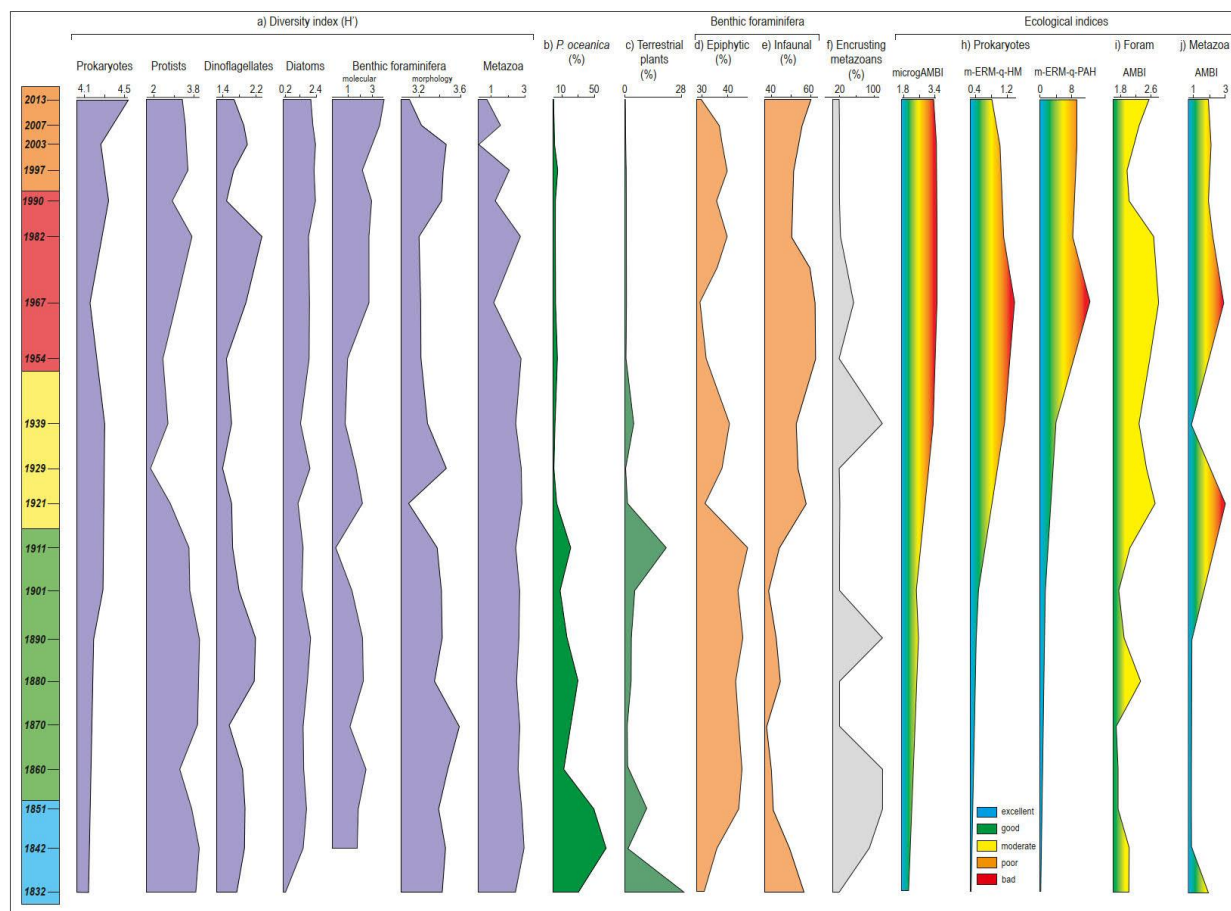 a) Diversity index (H')
Benthic foraminifera
Ecological indices
b) P. oceanica (%)
c) Terrestrial plants (%)
d) Epiphytic (%)
e) Infaunal (%)
f) Encrusting metazoans (%)
h) Prokaryotes
i) Foram
j) Metazoa
Prokaryotes
Protists
Dinoflagellates
Diatoms
Benthic foraminifera
molecular
morphology
Metazoa
microgAMBI
m-ERM-q-HM
m-ERM-q-PAH
AMBI
AMBI
4.1 4.5
2 3.8
1.4 2.2
0.2 2.4
1 3
3.2 3.6
1 3
10 50
0 28
30 50
40 60
20 100
1.8 3.4
0.4 1.2
0 8
1.8 2.6
1 3
2013
2007
2003
1997
1990
1982
1967
1954
1939
1929
1921
1911
1901
1890
1880
1870
1860
1851
1842
1832
excellent
good
moderate
poor
bad